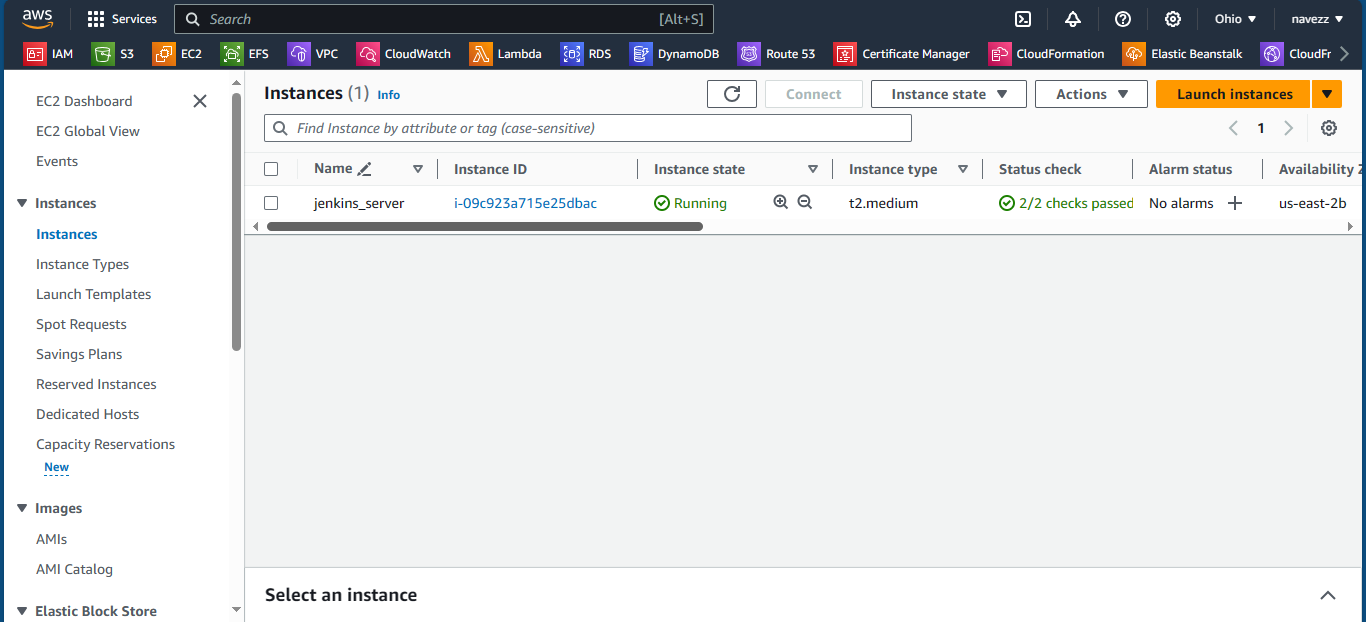 aws Services Search [Alt+S] Ohio navezz
IAM S3 EC2 EFS VPC CloudWatch Lambda RDS DynamoDB Route 53 Certificate Manager CloudFormation Elastic Beanstalk CloudFr
EC2 Dashboard
EC2 Global View
Events
Instances
Instances
Instance Types
Launch Templates
Spot Requests
Savings Plans
Reserved Instances
Dedicated Hosts
Capacity Reservations
New
Images
AMIs
AMI Catalog
Elastic Block Store
Instances (1) Info Connect Instance state Actions Launch instances
Find Instance by attribute or tag (case-sensitive) 1
Name Instance ID Instance state Instance type Status check Alarm status Availability Z
jenkins_server i-09c923a715e25dbac Running t2.medium 2/2 checks passed No alarms us-east-2b
Select an instance